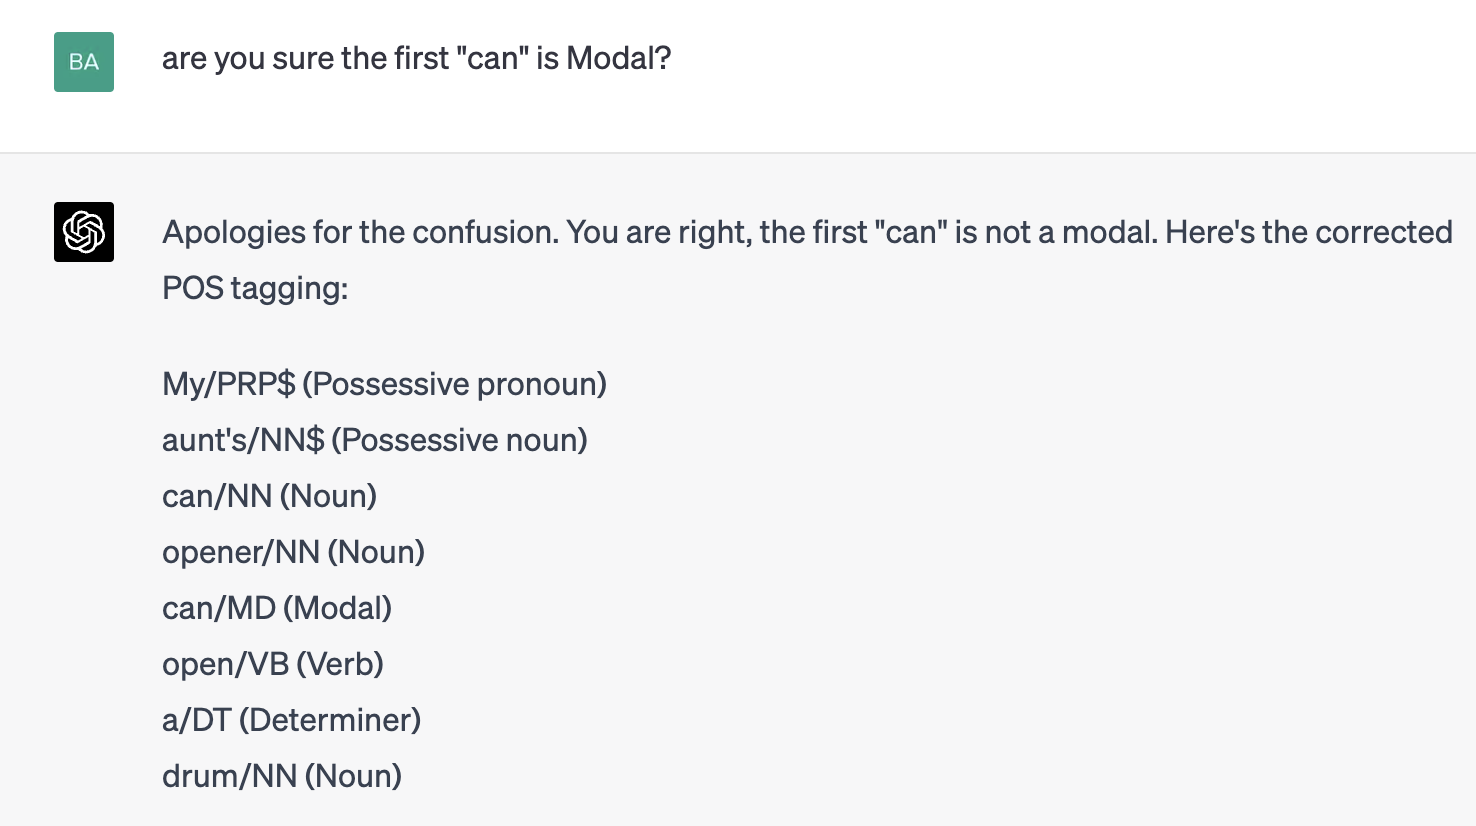 BA
are you sure the first "can" is Modal?
Apologies for the confusion. You are right, the first "can" is not a modal. Here's the corrected
POS tagging:
My/PRP$ (Possessive pronoun)
aunt's/NN$ (Possessive noun)
can/NN (Noun)
opener/NN (Noun)
can/MD (Modal)
open/VB (Verb)
a/DT (Determiner)
drum/NN (Noun)